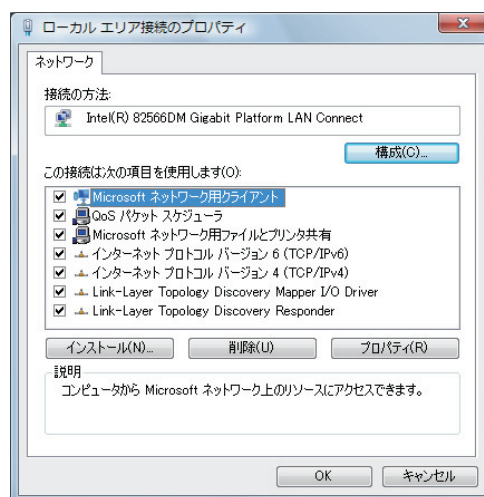 ローカル エリア接続のプロパティ
ネットワーク
接続の方法:
Intel(R) 82566DM Gigabit Platform LAN Connect
構成(C)...
この接続は次の項目を使用します(O):
Microsoft ネットワーク用クライアント
QoS パケット スケジューラ
Microsoft ネットワーク用ファイルとプリンタ共有
インターネット プロトコル バージョン 6 (TCP/IPv6)
インターネット プロトコル バージョン 4 (TCP/IPv4)
Link-Layer Topology Discovery Mapper I/O Driver
Link-Layer Topology Discovery Responder
インストール(N)... 削除(U) プロパティ(R)
説明
コンピュータから Microsoft ネットワーク上のリソースにアクセスできます。
OK キャンセル